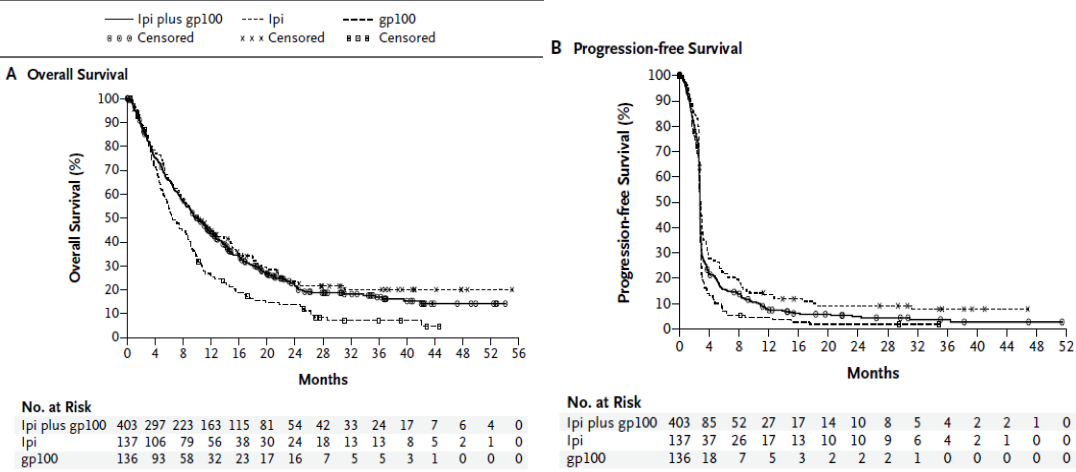 Ipi plus gp100 Ipi gp100
Censored Censored Censored
A Overall Survival
Overall Survival (%)
100
90
80
70
60
50
40
30
20
10
0
0 4 8 12 16 20 24 28 32 36 40 44 48 52 56
Months
No. at Risk
Ipi plus gp100 403 297 223 163 115 81 54 42 33 24 17 7 6 4 0
Ipi 137 106 79 56 38 30 24 18 13 13 8 5 2 1 0
gp100 136 93 58 32 23 17 16 7 5 5 3 1 0 0 0
B Progression-free Survival
Progression-free Survival (%)
100
90
80
70
60
50
40
30
20
10
0
0 4 8 12 16 20 22 28 32 36 40 44 48 52
Months
No. at Risk
Ipi plus gp100 403 85 52 27 17 14 10 8 5 4 2 2 1 0
Ipi 137 37 26 17 13 10 10 9 6 4 2 1 0 0
gp100 136 18 7 5 3 2 2 2 1 0 0 0 0 0